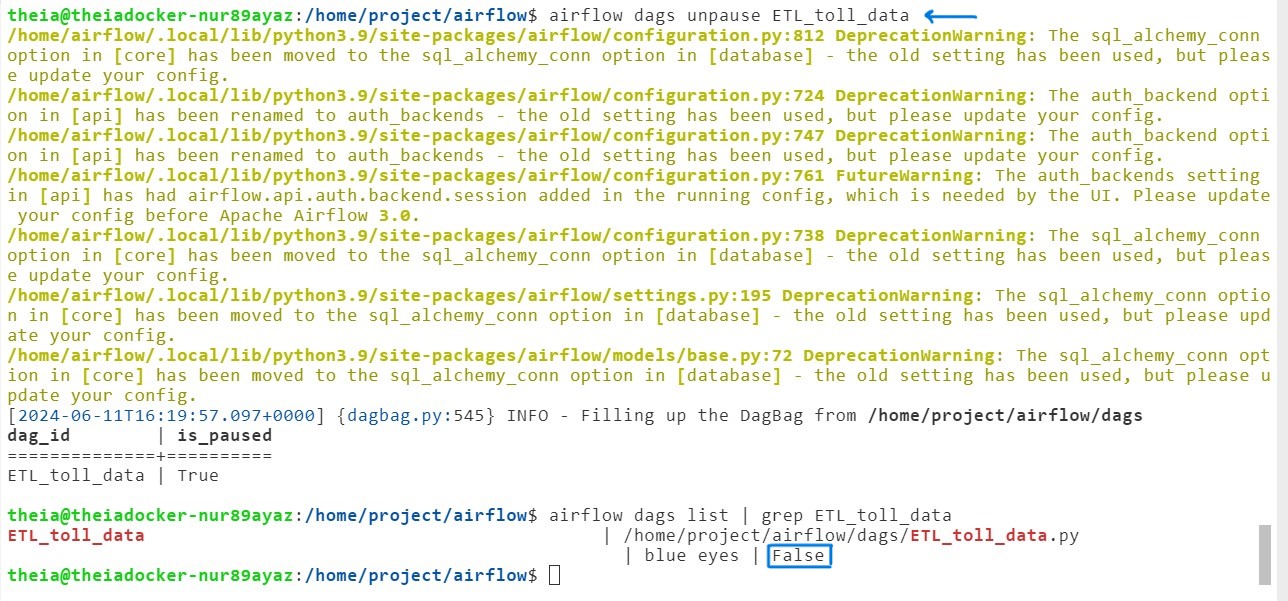 theia@theiadocker-nur89ayaz:/home/project/airflow$ airflow dags unpause ETL_toll_data
/home/airflow/.local/lib/python3.9/site-packages/airflow/configuration.py:812 DeprecationWarning: The sql_alchemy_conn
option in [core] has been moved to the sql_alchemy_conn option in [database] - the old setting has been used, but pleas
e update your config.
/home/airflow/.local/lib/python3.9/site-packages/airflow/configuration.py:724 DeprecationWarning: The auth_backend opti
on in [api] has been renamed to auth_backends - the old setting has been used, but please update your config.
/home/airflow/.local/lib/python3.9/site-packages/airflow/configuration.py:747 DeprecationWarning: The auth_backend opti
on in [api] has been renamed to auth_backends - the old setting has been used, but please update your config.
/home/airflow/.local/lib/python3.9/site-packages/airflow/configuration.py:761 FutureWarning: The auth_backends setting
in [api] has had airflow.api.auth.backend.session added in the running config, which is needed by the UI. Please update
 your config before Apache Airflow 3.0.
/home/airflow/.local/lib/python3.9/site-packages/airflow/configuration.py:738 DeprecationWarning: The sql_alchemy_conn
option in [core] has been moved to the sql_alchemy_conn option in [database] - the old setting has been used, but pleas
e update your config.
/home/airflow/.local/lib/python3.9/site-packages/airflow/settings.py:195 DeprecationWarning: The sql_alchemy_conn optio
n in [core] has been moved to the sql_alchemy_conn option in [database] - the old setting has been used, but please upd
ate your config.
/home/airflow/.local/lib/python3.9/site-packages/airflow/models/base.py:72 DeprecationWarning: The sql_alchemy_conn opt
ion in [core] has been moved to the sql_alchemy_conn option in [database] - the old setting has been used, but please u
pdate your config.
[2024-06-11T16:19:57.097+0000] {dagbag.py:545} INFO - Filling up the DagBag from /home/project/airflow/dags
dag_id        | is_paused
==============+==========
ETL_toll_data | True
theia@theiadocker-nur89ayaz:/home/project/airflow$ airflow dags list | grep ETL_toll_data
ETL_toll_data                                           | /home/project/airflow/dags/ETL_toll_data.py
                                                          | blue eyes | False
theia@theiadocker-nur89ayaz:/home/project/airflow$